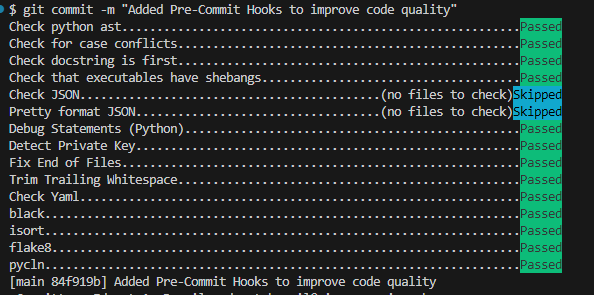 $ git commit -m "Added Pre-Commit Hooks to improve code quality"
Check python ast.........................................................Passed
Check for case conflicts.................................................Passed
Check docstring is first.................................................Passed
Check that executables have shebangs.....................................Passed
Check JSON...........................................(no files to check)Skipped
Pretty format JSON...................................(no files to check)Skipped
Debug Statements (Python)................................................Passed
Detect Private Key.......................................................Passed
Fix End of Files.........................................................Passed
Trim Trailing Whitespace.................................................Passed
Check Yaml...............................................................Passed
black....................................................................Passed
isort....................................................................Passed
flake8...................................................................Passed
pycln....................................................................Passed
[main 84f919b] Added Pre-Commit Hooks to improve code quality